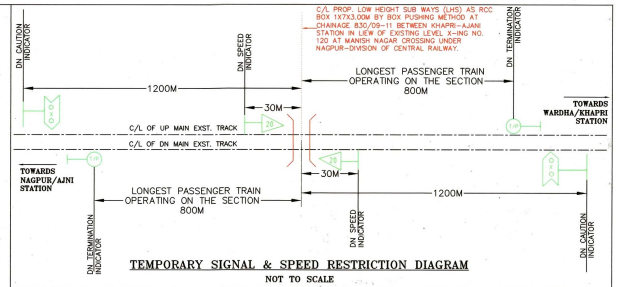 C/L PROP. LOW HEIGHT SUB WAYS (LHS) AS RCC
BOX 1X7X3.00M BY BOX PUSHING METHOD AT
CHAINAGE 830/09-11 BETWEEN KHAPRI-AJANI
STATION IN LIEW OF EXISTING LEVEL X-ING NO.
120 AT MANISH NAGAR CROSSING UNDER
NAGPUR-DIVISION OF CENTRAL RAILWAY.
DN CAUTION
INDICATOR
DN SPEED
INDICATOR
DN TERMINATION
INDICATOR
1200M
LONGEST PASSENGER TRAIN
OPERATING ON THE SECTION
800M
30M
20
T/P
TOWARDS
WARDHA/KHAPRI
STATION
C/L OF UP MAIN EXST. TRACK
C/L OF DN MAIN EXST. TRACK
T/P
20
TOWARDS
NAGPUR/AJNI
STATION
30M
LONGEST PASSENGER TRAIN
OPERATING ON THE SECTION
800M
1200M
DN TERMINATION
INDICATOR
DN SPEED
INDICATOR
DN CAUTION
INDICATOR
TEMPORARY SIGNAL & SPEED RESTRICTION DIAGRAM
NOT TO SCALE